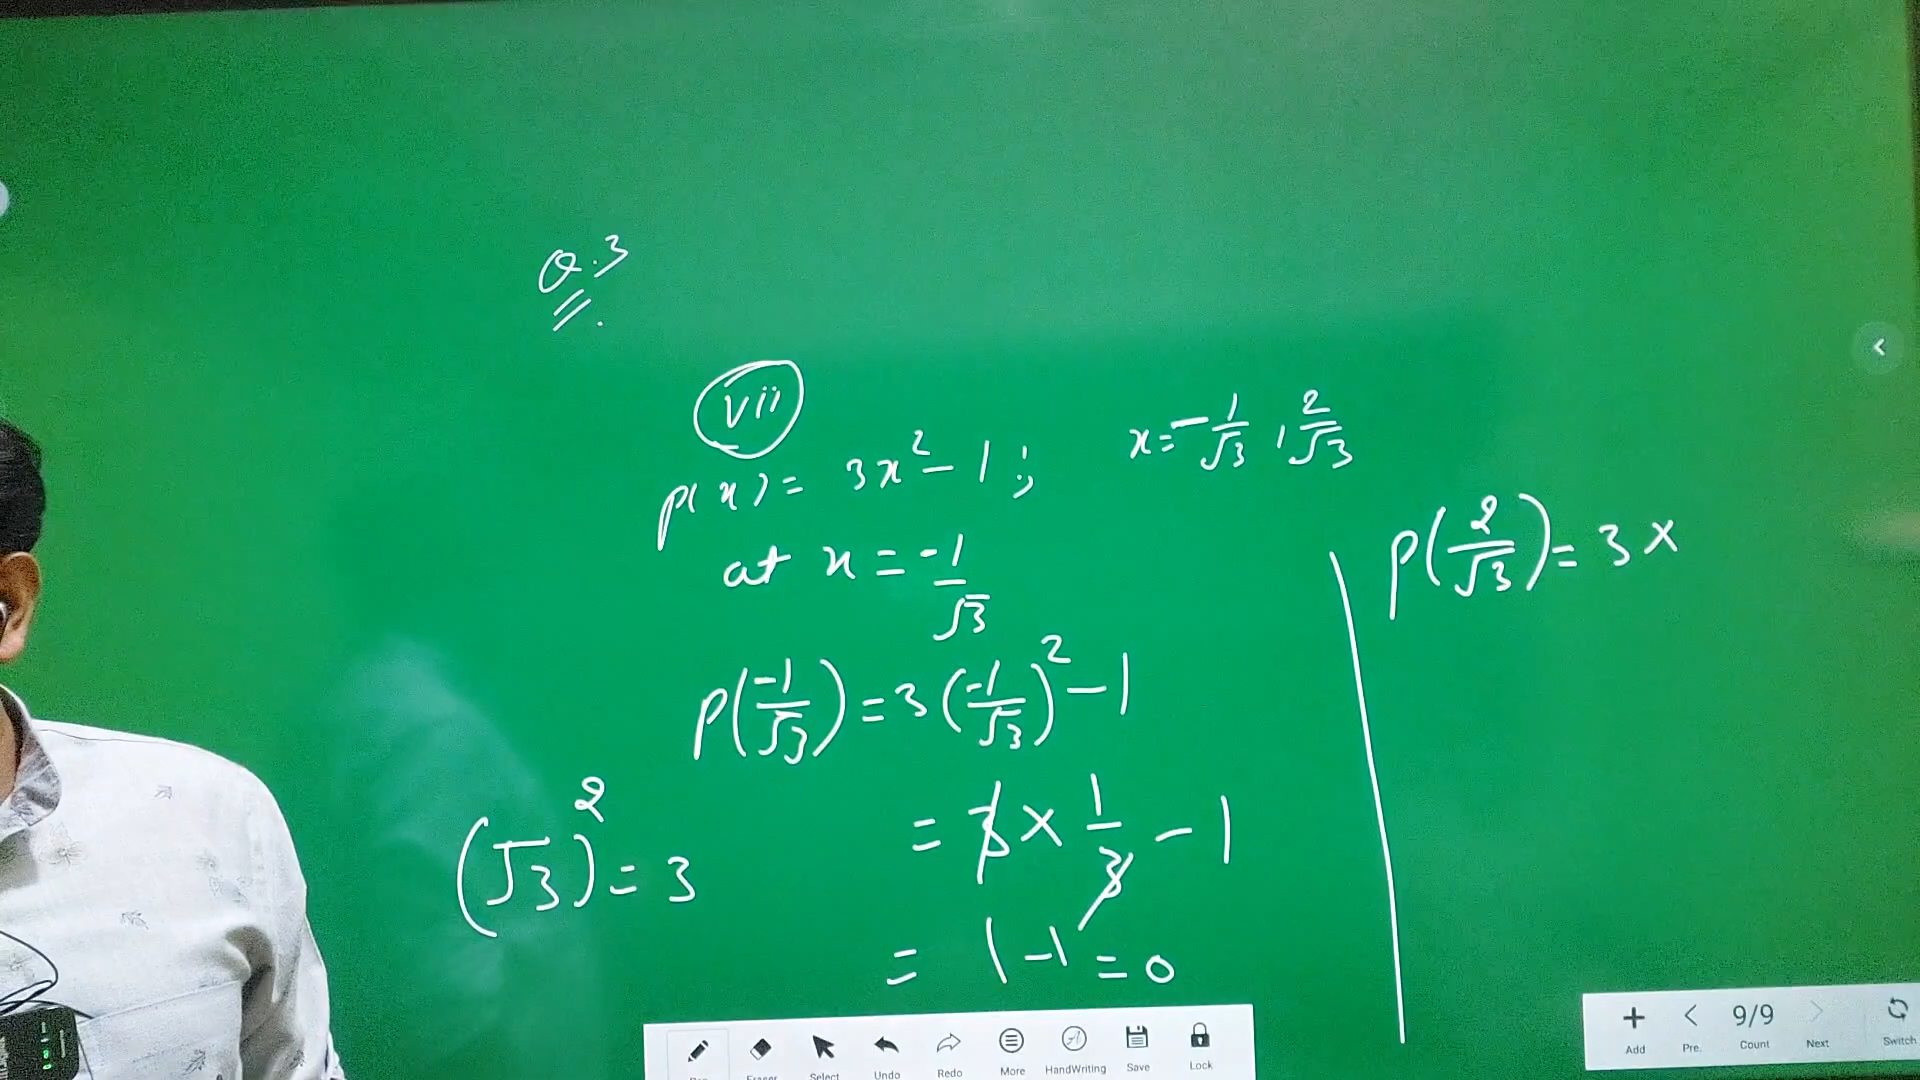 Q.3
vii
p(x) = 3x² - 1 ; x = -1/√3 , 2/√3
at x = -1/√3
P(-1/√3) = 3(-1/√3)² - 1
= 3 × 1/3 - 1
= 1 - 1 = 0
(√3)² = 3
P(2/√3) = 3 ×
Eraser Select Undo Redo More HandWriting Save Lock
9/9
Add Pre. Count Next Switch